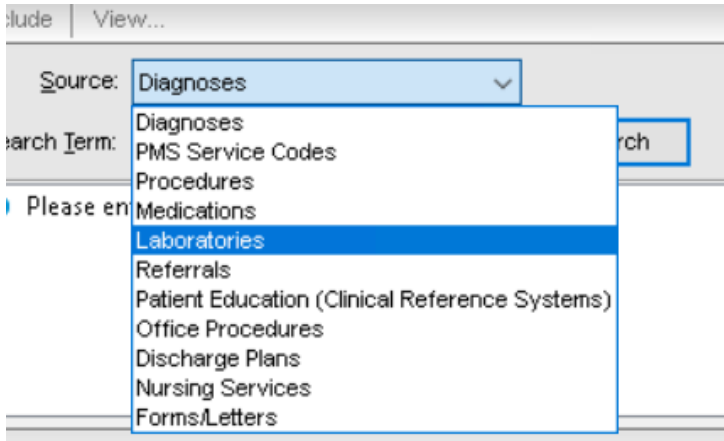 clude View...
Source: Diagnoses
earch Term: rch
Please en
Diagnoses
PMS Service Codes
Procedures
Medications
Laboratories
Referrals
Patient Education (Clinical Reference Systems)
Office Procedures
Discharge Plans
Nursing Services
Forms/Letters